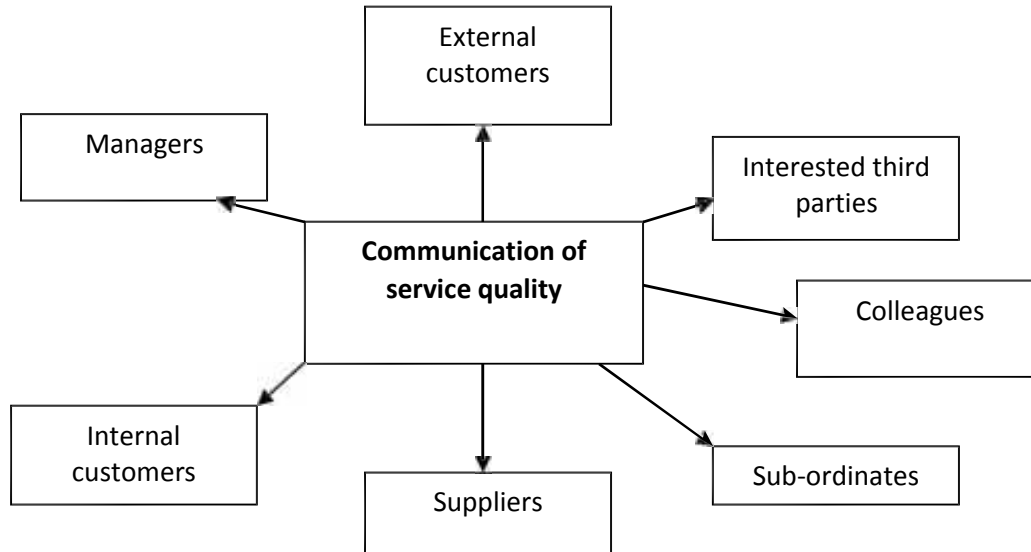 External
customers
Managers
Interested third
parties
Communication of
service quality
Colleagues
Internal
customers
Sub-ordinates
Suppliers